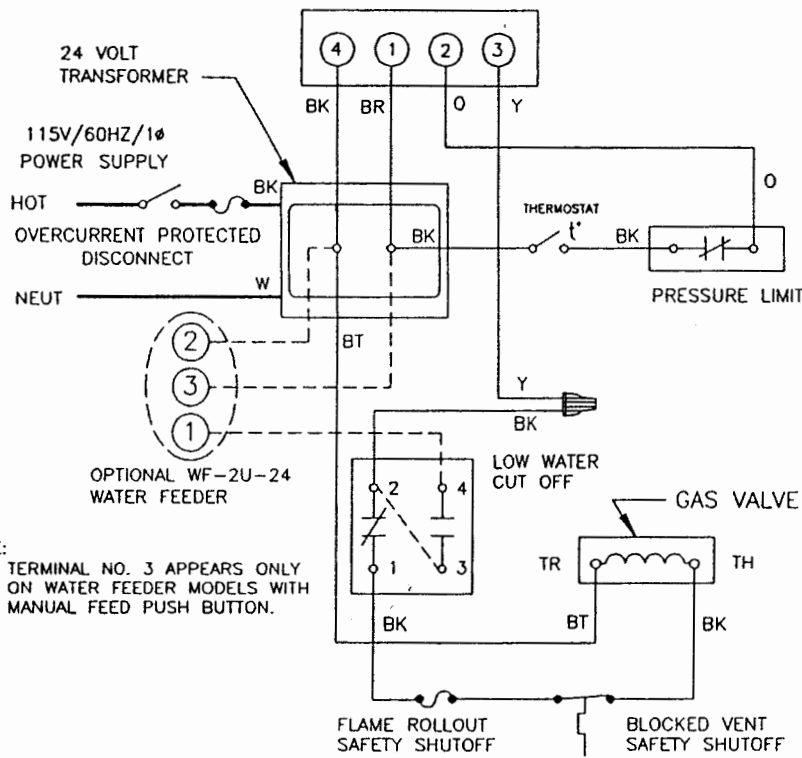 4 1 2 3
24 VOLT
TRANSFORMER
BK BR O Y
115V/60HZ/1ø
POWER SUPPLY
O
BK
HOT
THERMOSTAT
t°
BK
BK
OVERCURRENT PROTECTED
DISCONNECT
PRESSURE LIMIT
W
NEUT
BT
2
3
1
Y
BK
OPTIONAL WF-2U-24
WATER FEEDER
LOW WATER
CUT OFF
2 4
GAS VALVE
E:
TERMINAL NO. 3 APPEARS ONLY
ON WATER FEEDER MODELS WITH
MANUAL FEED PUSH BUTTON.
1 3
TR TH
BK
BT BK
FLAME ROLLOUT
SAFETY SHUTOFF
BLOCKED VENT
SAFETY SHUTOFF